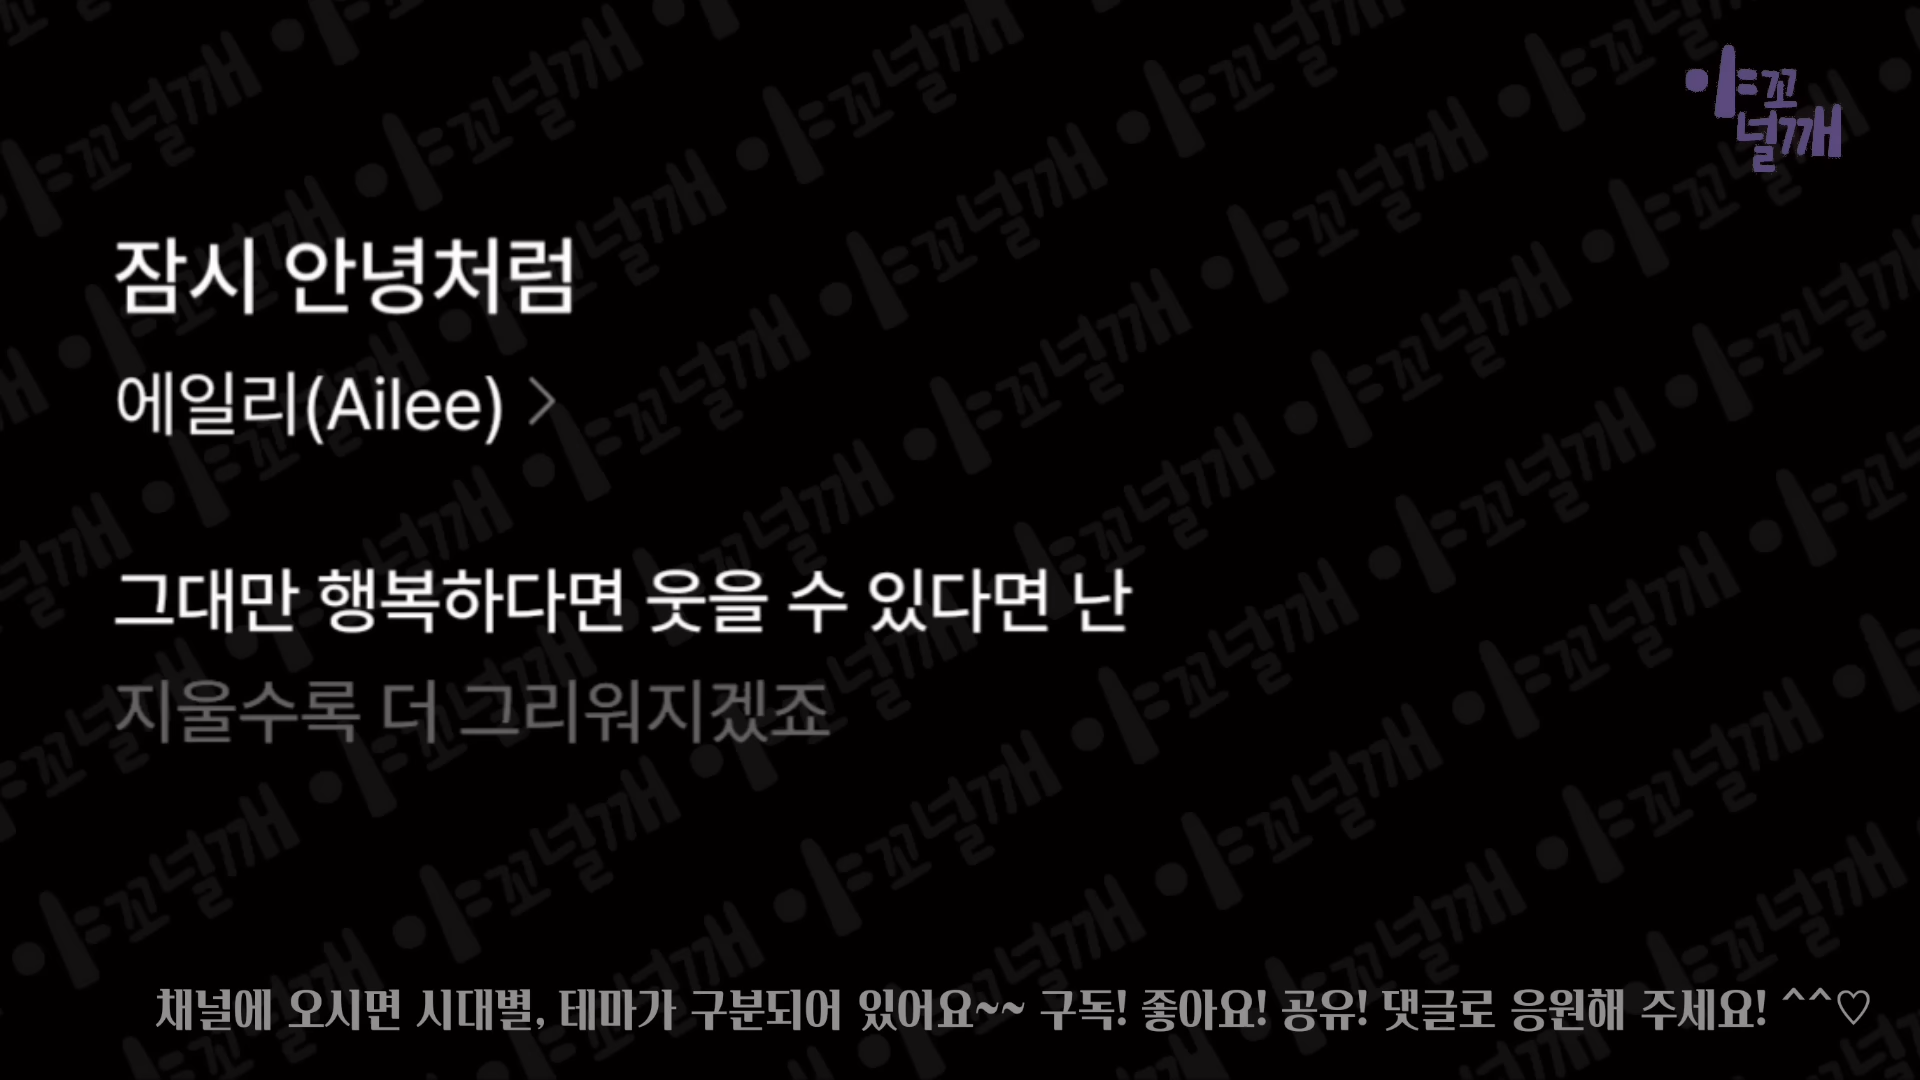 야꼬
널깨
잠시 안녕처럼
에일리(Ailee) >
그대만 행복하다면 웃을 수 있다면 난
지울수록 더 그리워지겠죠
채널에 오시면 시대별, 테마가 구분되어 있어요~~ 구독! 좋아요! 공유! 댓글로 응원해 주세요! ^^♡